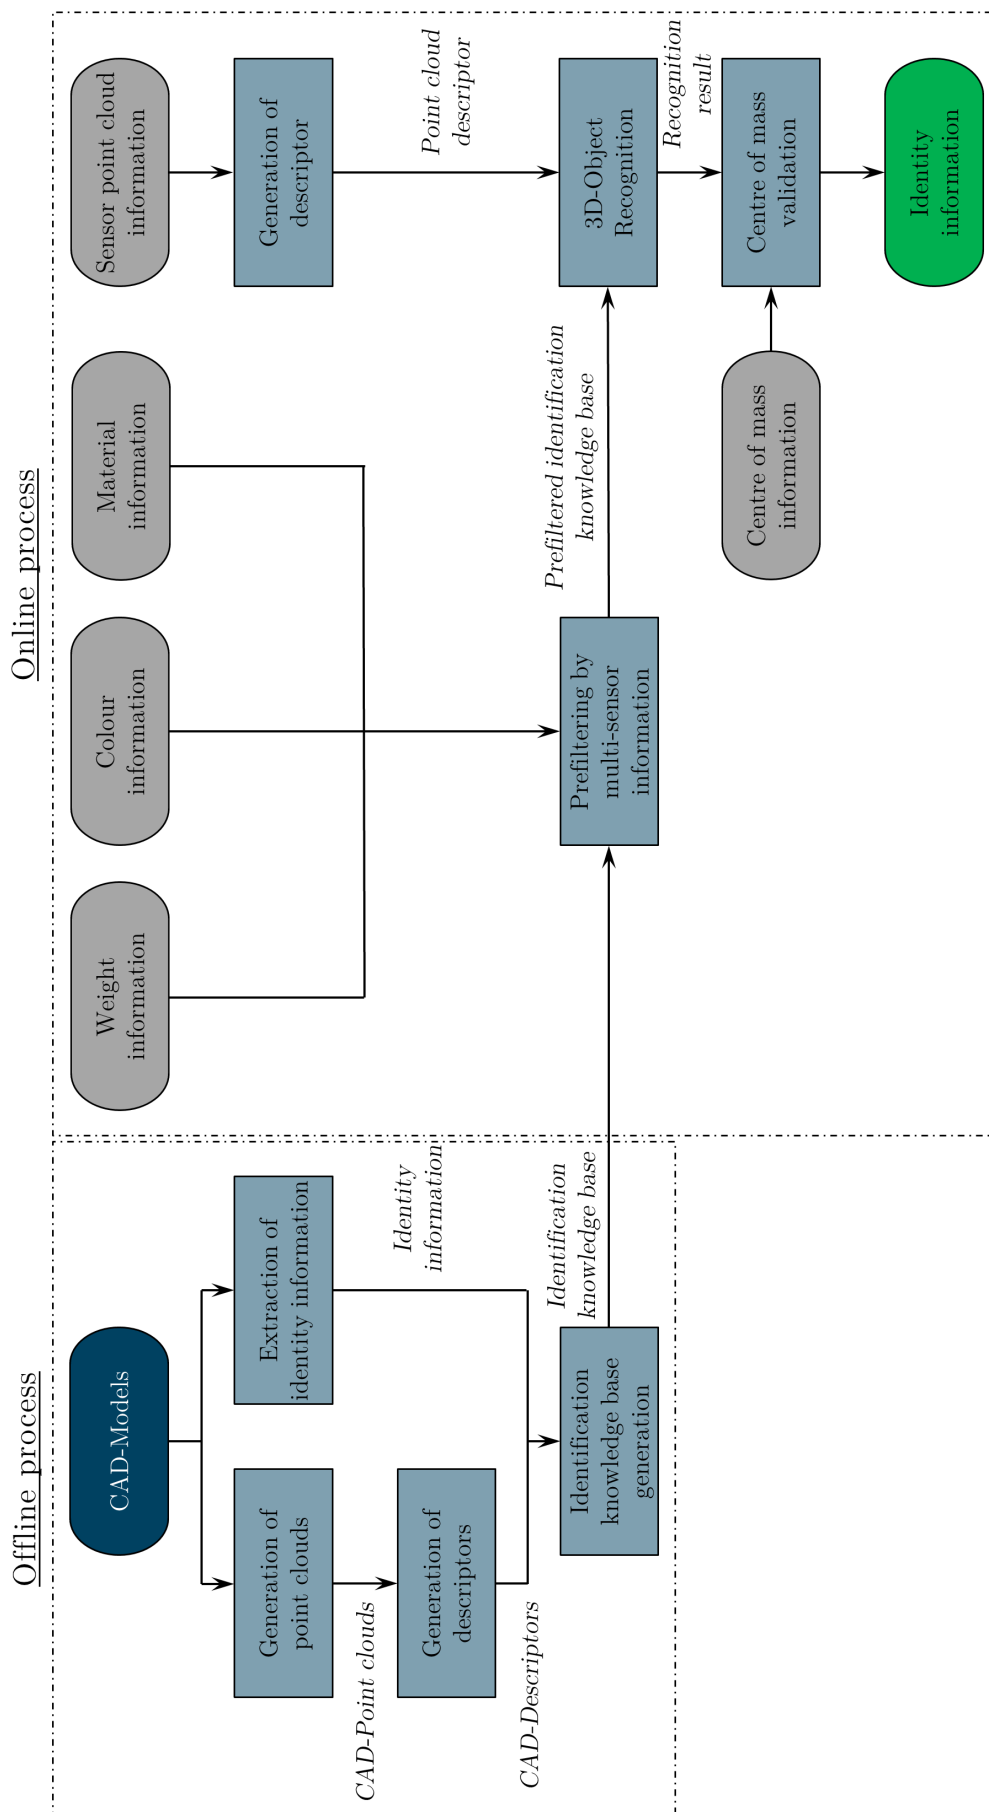 Offline process
CAD-Models
Generation of
point clouds
Extraction of
identity information
CAD-Point clouds
Generation of
descriptors
Identity
information
CAD-Descriptors
Identification
knowledge base
generation
Identification
knowledge base
Online process
Weight
information
Colour
information
Material
information
Sensor point cloud
information
Generation of
descriptor
Point cloud
descriptor
Prefiltering by
multi-sensor
information
Prefiltered identification
knowledge base
3D-Object
Recognition
Recognition
result
Centre of mass
information
Centre of mass
validation
Identity
information